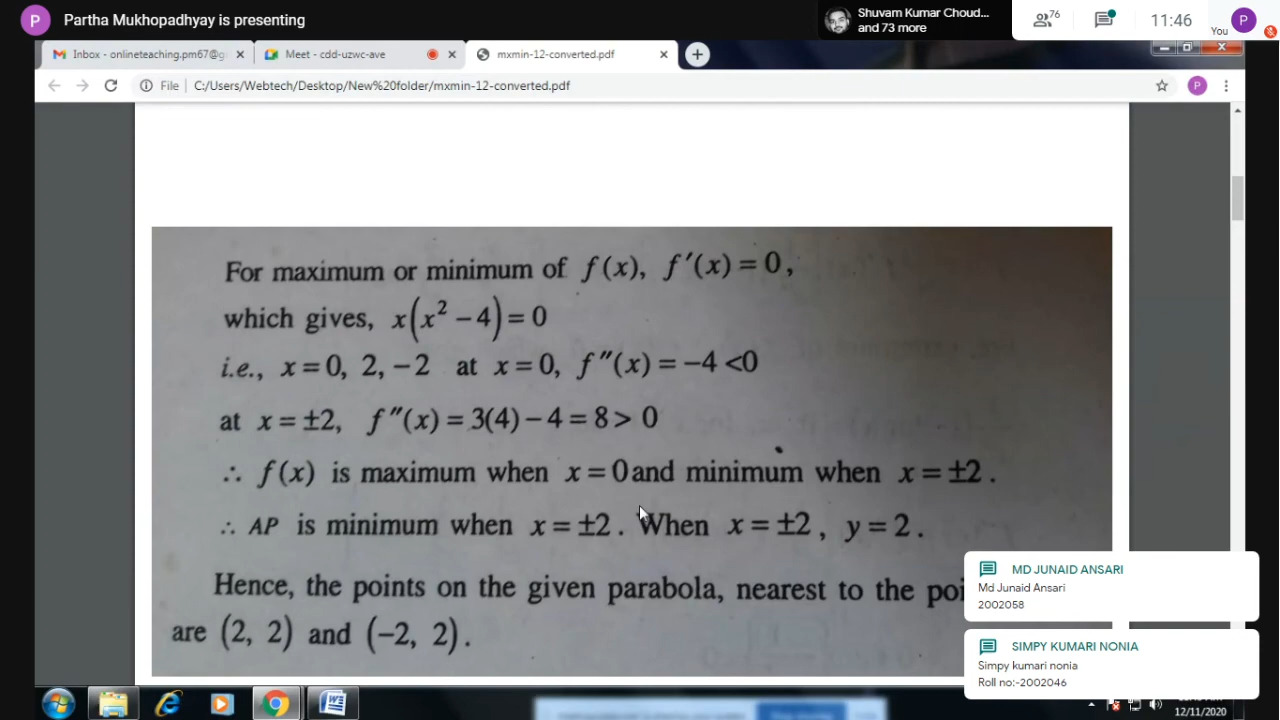 Partha Mukhopadhyay is presenting
Shuvam Kumar Choud...
and 73 more
76
11:46
You
P
Inbox - onlineteaching.pm67@g
Meet - cdd-uzwc-ave
mxmin-12-converted.pdf
File
C:/Users/Webtech/Desktop/New%20folder/mxmin-12-converted.pdf
P
For maximum or minimum of f(x), f′(x) = 0,
which gives, x(x² − 4) = 0
i.e., x = 0, 2, −2 at x = 0, f″(x) = −4 <0
at x = ±2, f″(x) = 3(4) − 4 = 8 > 0
∴ f(x) is maximum when x = 0 and minimum when x = ±2.
∴ AP is minimum when x = ±2. When x = ±2, y = 2.
Hence, the points on the given parabola, nearest to the poi
are (2, 2) and (−2, 2).
MD JUNAID ANSARI
Md Junaid Ansari
2002058
SIMPY KUMARI NONIA
Simpy kumari nonia
Roll no:-2002046
12/11/2020